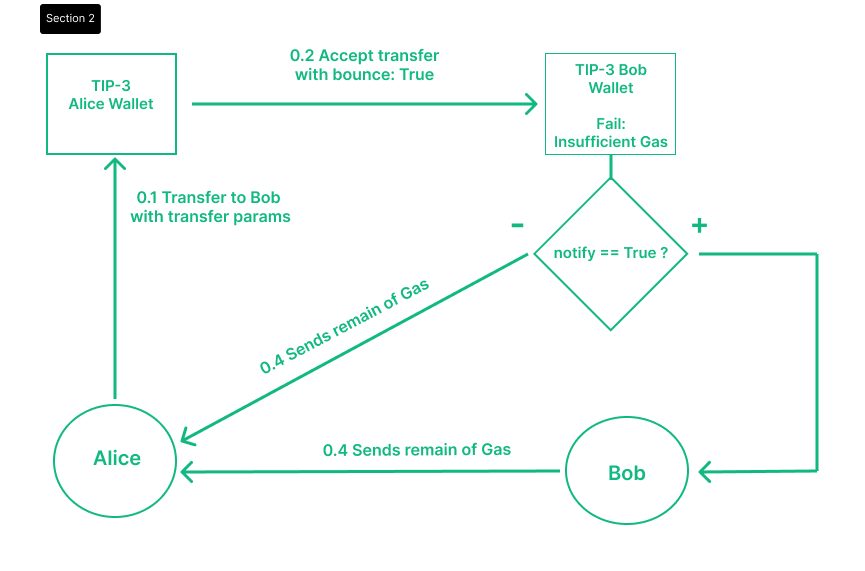 Section 2
TIP-3
Alice Wallet
0.2 Accept transfer
with bounce: True
TIP-3 Bob
Wallet
Fail:
Insufficient Gas
0.1 Transfer to Bob
with transfer params
-
+
notify == True ?
0.4 Sends remain of Gas
Alice
0.4 Sends remain of Gas
Bob